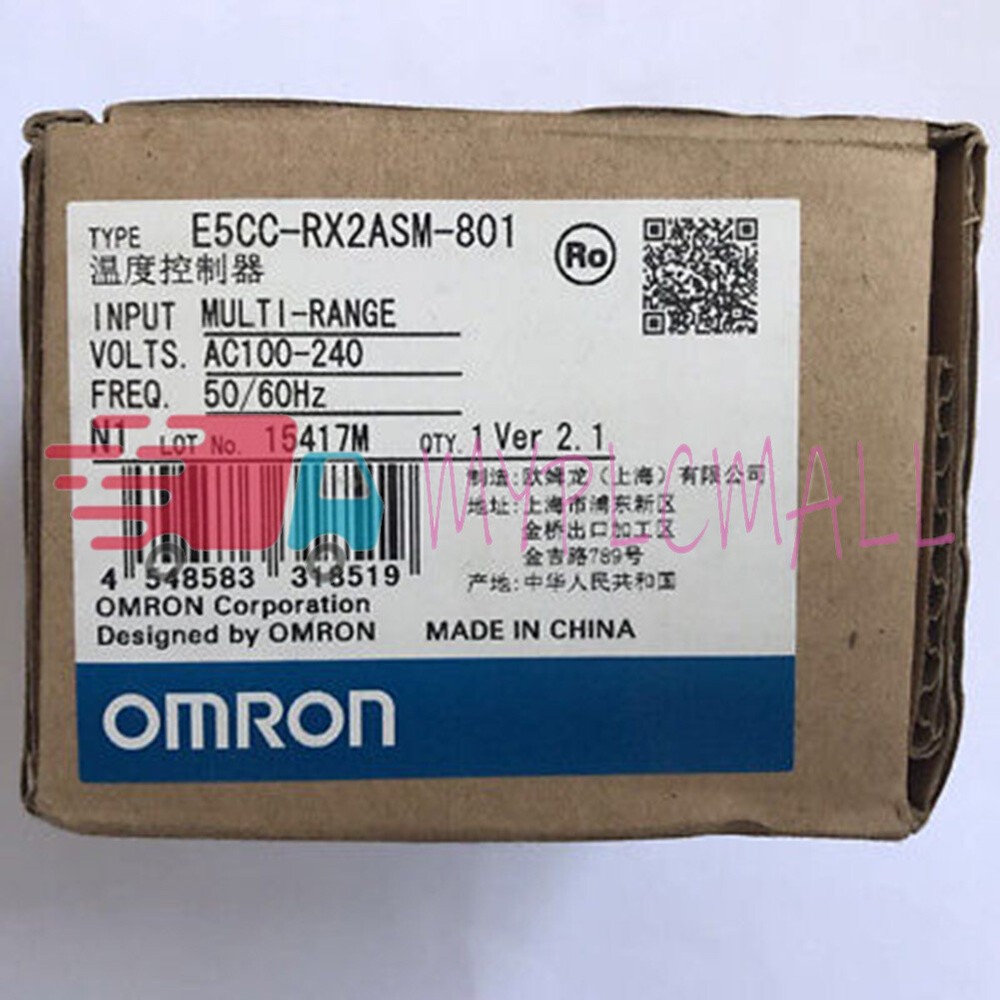 TYPE E5CC-RX2ASM-801
温度控制器
Ro
INPUT MULTI-RANGE
VOLTS. AC100-240
FREQ. 50/60Hz
N1 LOT No. 15417M QTY. 1 Ver 2.1
制造: 欧姆龙(上海)有限公司
地址: 上海市浦东新区
金桥出口加工区
金吉路789号
产地: 中华人民共和国
4 548583 318519
OMRON Corporation
Designed by OMRON MADE IN CHINA
OMRON
MYPLCMALL